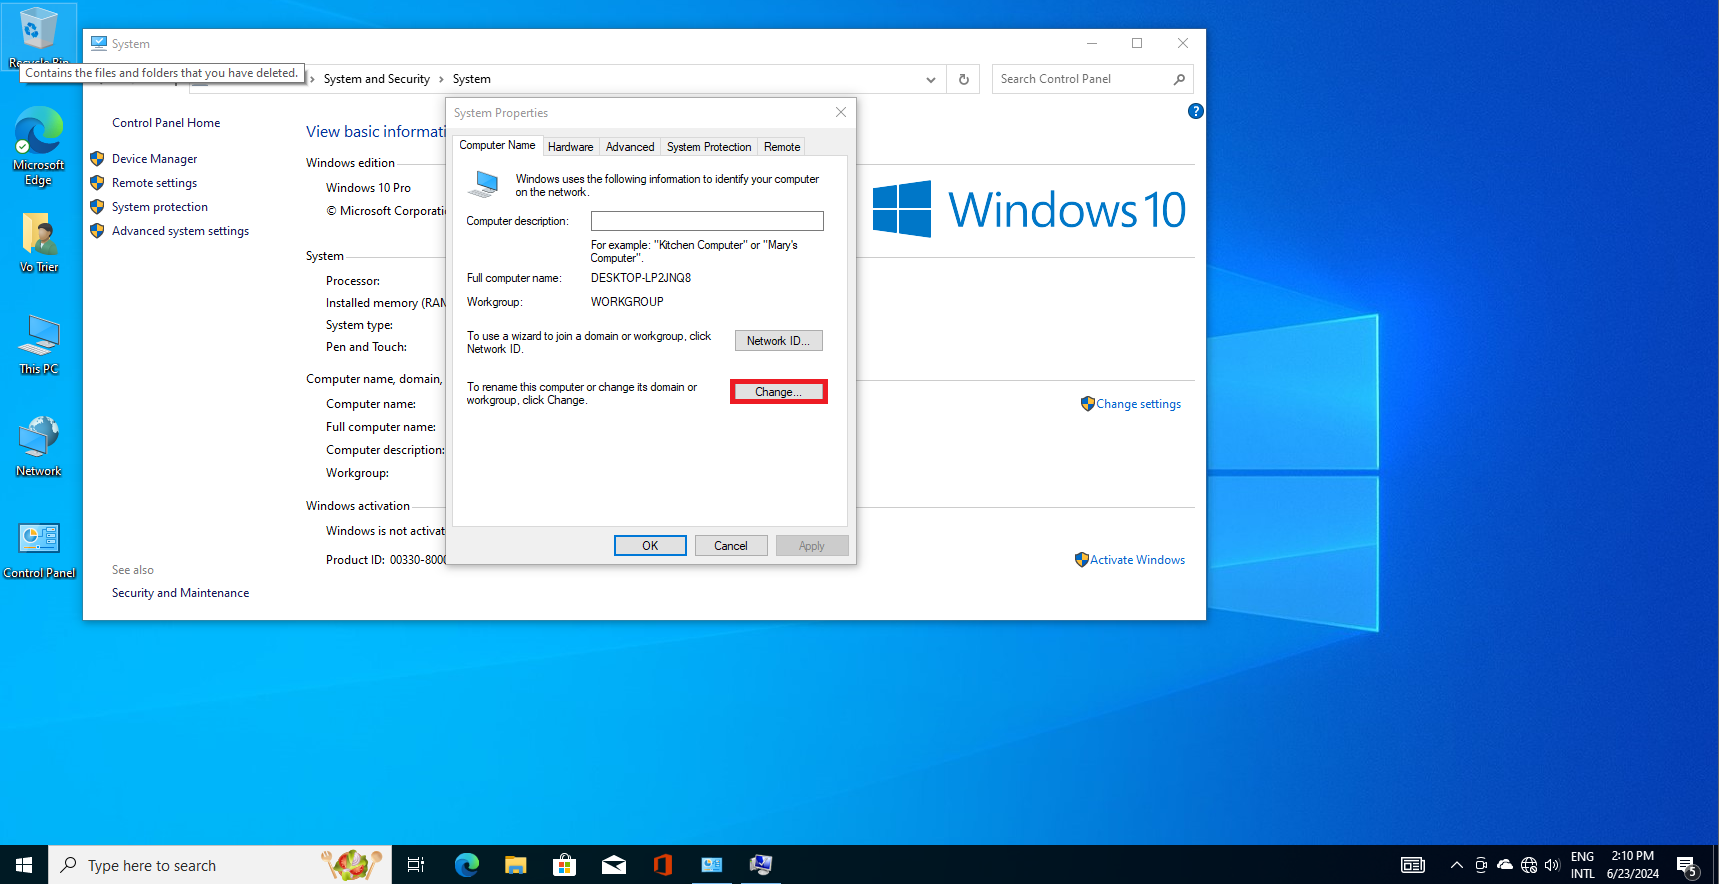 Recycle Bin
Contains the files and folders that you have deleted.
Microsoft
Edge
Vo Trier
This PC
Network
Control Panel
System
System and Security
System
Search Control Panel
?
Control Panel Home
Device Manager
Remote settings
System protection
Advanced system settings
See also
Security and Maintenance
View basic informati
Windows edition
Windows 10 Pro
© Microsoft Corporati
System
Processor:
Installed memory (RAM
System type:
Pen and Touch:
Computer name, domain,
Computer name:
Full computer name:
Computer description:
Workgroup:
Windows activation
Windows is not activat
Product ID: 00330-8000
Windows 10
Change settings
Activate Windows
System Properties
Computer Name
Hardware
Advanced
System Protection
Remote
Windows uses the following information to identify your computer
on the network.
Computer description:
For example: "Kitchen Computer" or "Mary's
Computer".
Full computer name:
DESKTOP-LP2JNQ8
Workgroup:
WORKGROUP
To use a wizard to join a domain or workgroup, click
Network ID.
Network ID...
To rename this computer or change its domain or
workgroup, click Change.
Change...
OK
Cancel
Apply
Type here to search
ENG
INTL
2:10 PM
6/23/2024
5